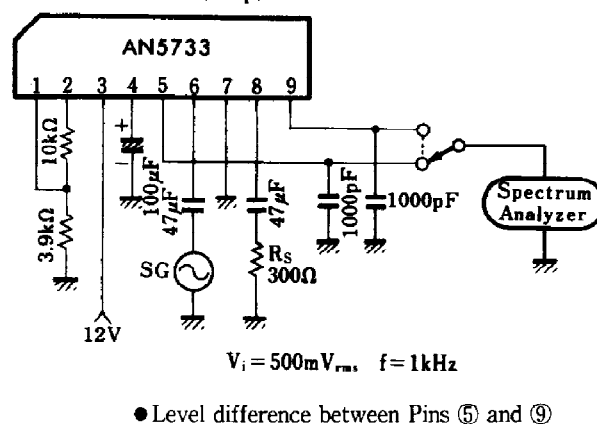 AN5733
1 2 3 4 5 6 7 8 9
+
−
10kΩ
3.9kΩ
100μF
47μF
47μF
1000pF
1000pF
SG
RS
300Ω
12V
Spectrum
Analyzer
Vi = 500mVrms f = 1kHz
● Level difference between Pins ⑤ and ⑨